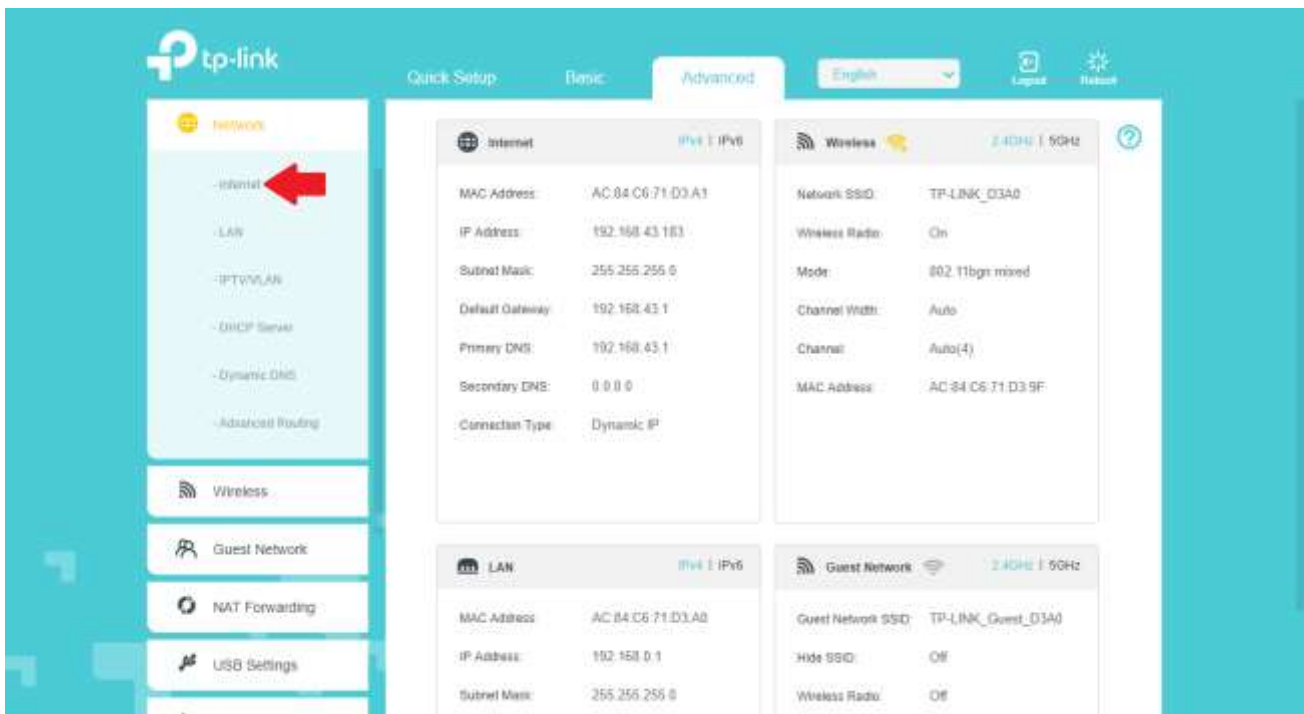 tp-link
Quick Setup Basic Advanced English Logout Reboot
Network
- Internet
- LAN
- IPTV/VLAN
- DHCP Server
- Dynamic DNS
- Advanced Routing
Wireless
Guest Network
NAT Forwarding
USB Settings
Internet IPv4 | IPv6
MAC Address: AC:84:C6:71:D3:A1
IP Address: 192.168.43.183
Subnet Mask: 255.255.255.0
Default Gateway: 192.168.43.1
Primary DNS: 192.168.43.1
Secondary DNS: 0.0.0.0
Connection Type: Dynamic IP
Wireless 2.4GHz | 5GHz
Network SSID: TP-LINK_D3A0
Wireless Radio: On
Mode: 802.11bgn mixed
Channel Width: Auto
Channel: Auto(4)
MAC Address: AC:84:C6:71:D3:9F
LAN IPv4 | IPv6
MAC Address: AC:84:C6:71:D3:A0
IP Address: 192.168.0.1
Subnet Mask: 255.255.255.0
Guest Network 2.4GHz | 5GHz
Guest Network SSID: TP-LINK_Guest_D3A0
Hide SSID: Off
Wireless Radio: Off